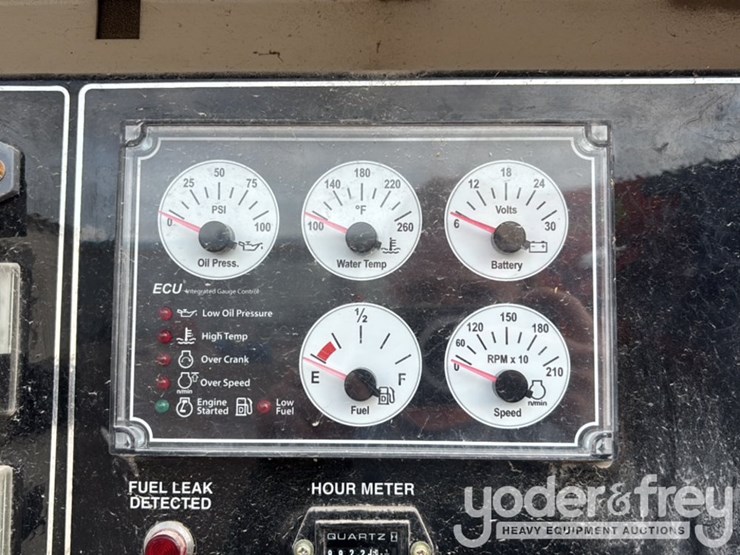 25 50 75
0 PSI 100
Oil Press.
140 180 220
100 °F 260
Water Temp
12 18 24
6 Volts 30
Battery
ECU Integrated Gauge Control
Low Oil Pressure
High Temp
Over Crank
n/min Over Speed
Engine Started
Low Fuel
1/2
E F
Fuel
60 120 150 180
0 RPM x 10 210
Speed n/min
FUEL LEAK
DETECTED
HOUR METER
QUARTZ
yoder&frey
HEAVY EQUIPMENT AUCTIONS